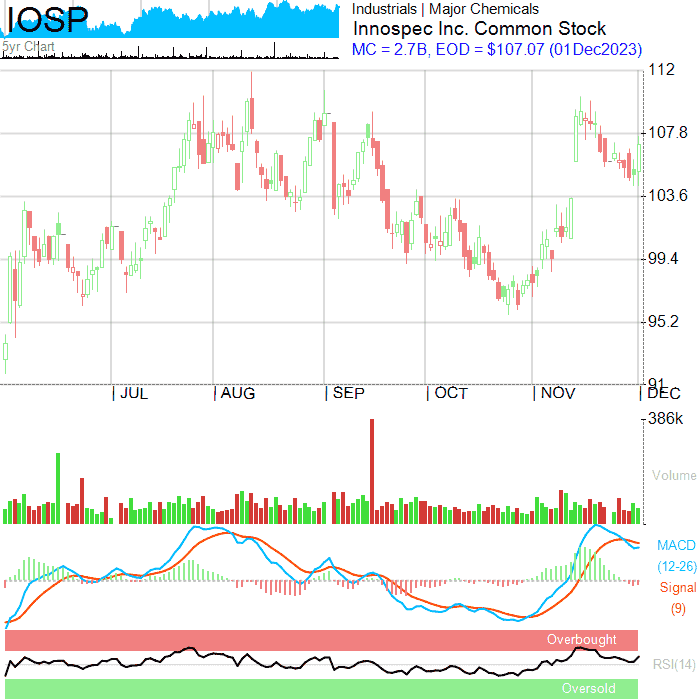 IOSP
5yr Chart
Industrials | Major Chemicals
Innospec Inc. Common Stock
MC = 2.7B, EOD = $107.07 (01Dec2023)
112
107.8
103.6
99.4
95.2
91
JUL
AUG
SEP
OCT
NOV
DEC
386k
Volume
MACD
(12-26)
Signal
(9)
Overbought
RSI(14)
Oversold